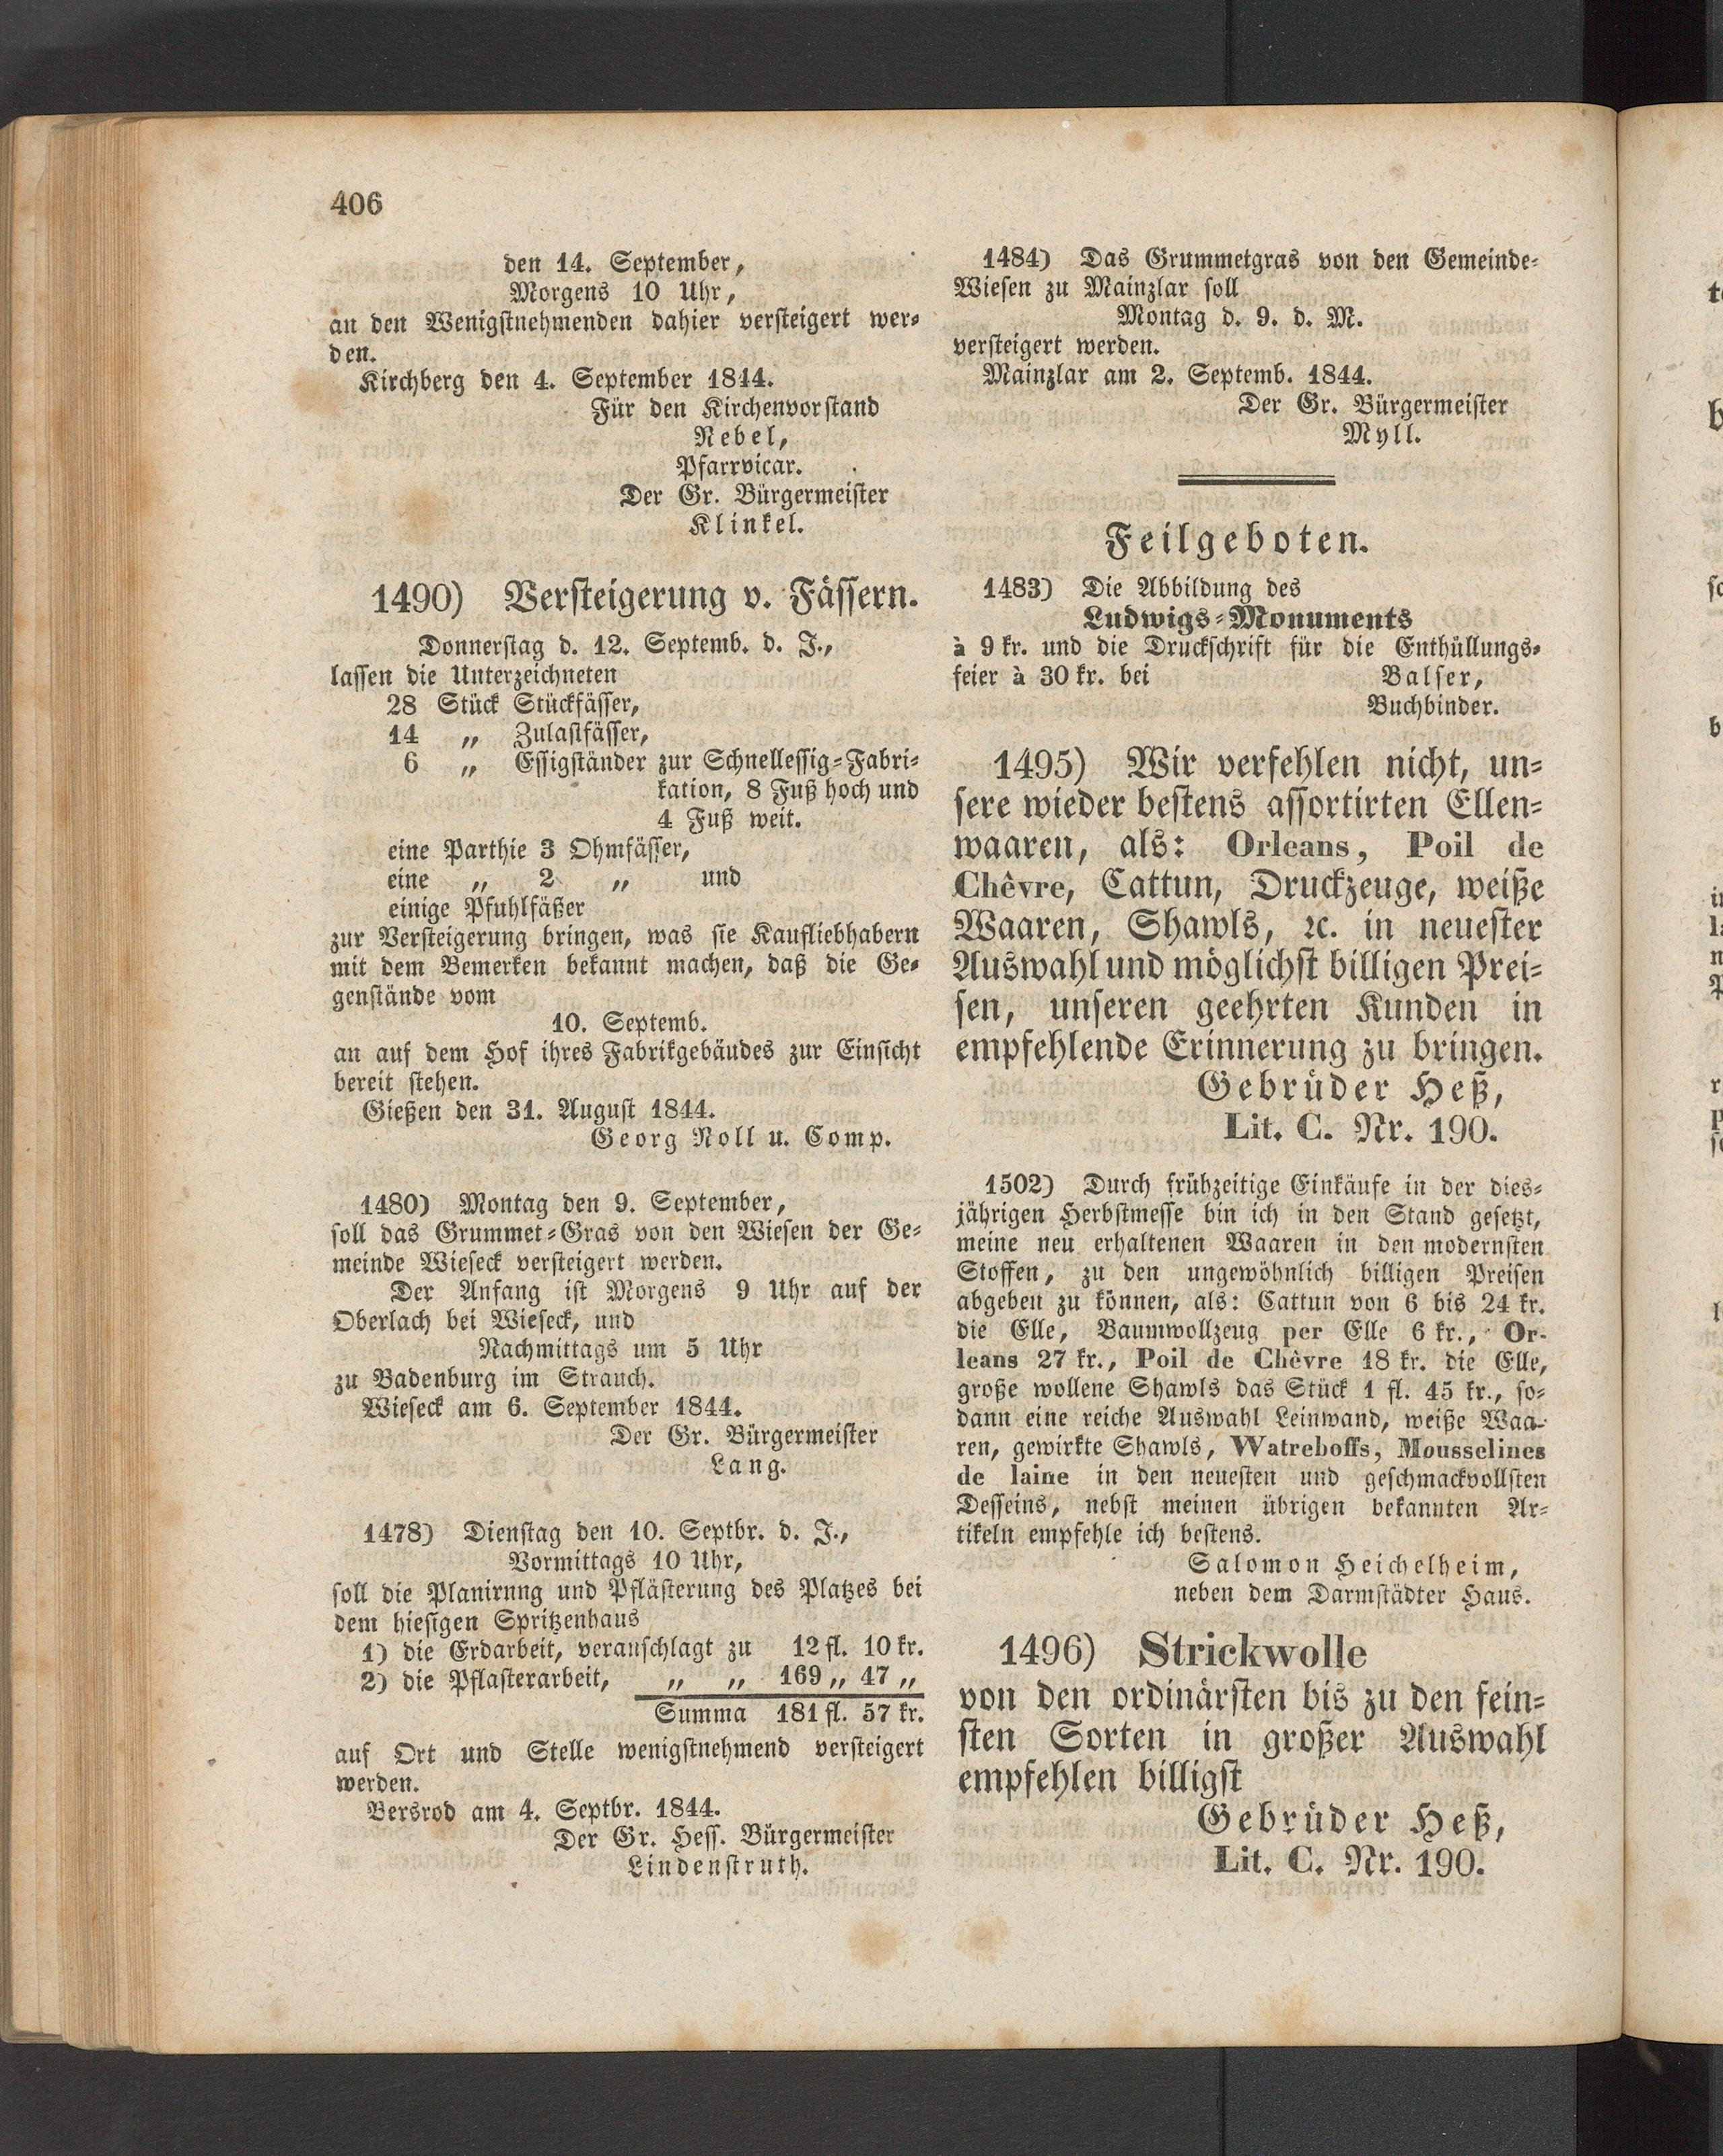 406
den 14. September,
Morgens 10 Uhr,
an den Wenigstnehmenden dahier versteigert wer-
den.
Kirchberg den 4. September 1844.
Für den Kirchenvorstand
Nebel,
Pfarrvicar.
Der Gr. Bürgermeister
Klinkel.
1490) Versteigerung v. Fässern.
Donnerstag d. 12. Septemb. d. J.,
lassen die Unterzeichneten
28 Stück Stückfässer,
14 „ Zulastfässer,
6 „ Essigständer zur Schnellessig-Fabri-
kation, 8 Fuß hoch und
4 Fuß weit.
eine Parthie 3 Ohmfässer,
eine „ 2 „ und
einige Pfuhlfäßer
zur Versteigerung bringen, was sie Kaufliebhabern
mit dem Bemerken bekannt machen, daß die Ge-
genstände vom
10. Septemb.
an auf dem Hof ihres Fabrikgebäudes zur Einsicht
bereit stehen.
Gießen den 31. August 1844.
Georg Noll u. Comp.
1480) Montag den 9. September,
soll das Grummet-Gras von den Wiesen der Ge-
meinde Wieseck versteigert werden.
Der Anfang ist Morgens 9 Uhr auf der
Oberlach bei Wieseck, und
Nachmittags um 5 Uhr
zu Badenburg im Strauch.
Wieseck am 6. September 1844.
Der Gr. Bürgermeister
Lang.
1478) Dienstag den 10. Septbr. d. J.,
Vormittags 10 Uhr,
soll die Planirung und Pflästerung des Platzes bei
dem hiesigen Spritzenhaus
1) die Erdarbeit, veranschlagt zu 12 fl. 10 kr.
2) die Pflasterarbeit, „ „ 169 „ 47 „
Summa 181 fl. 57 kr.
auf Ort und Stelle wenigstnehmend versteigert
werden.
Bersrod am 4. Septbr. 1844.
Der Gr. Hess. Bürgermeister
Lindenstruth.
1484) Das Grummetgras von den Gemeinde-
Wiesen zu Mainzlar soll
Montag d. 9. d. M.
versteigert werden.
Mainzlar am 2. Septemb. 1844.
Der Gr. Bürgermeister
Myll.
Feilgeboten.
1483) Die Abbildung des
Ludwigs-Monuments
à 9 kr. und die Druckschrift für die Enthüllungs-
feier à 30 kr. bei Balser,
Buchbinder.
1495) Wir verfehlen nicht, un-
sere wieder bestens assortirten Ellen-
waaren, als: Orleans, Poil de
Chêvre, Cattun, Druckzeuge, weiße
Waaren, Shawls, ꝛc. in neuester
Auswahl und möglichst billigen Prei-
sen, unseren geehrten Kunden in
empfehlende Erinnerung zu bringen.
Gebrüder Heß,
Lit. C. Nr. 190.
1502) Durch frühzeitige Einkäufe in der dies-
jährigen Herbstmesse bin ich in den Stand gesetzt,
meine neu erhaltenen Waaren in den modernsten
Stoffen, zu den ungewöhnlich billigen Preisen
abgeben zu können, als: Cattun von 6 bis 24 kr.
die Elle, Baumwollzeug per Elle 6 kr., Or-
leans 27 kr., Poil de Chèvre 18 kr. die Elle,
große wollene Shawls das Stück 1 fl. 45 kr., so-
dann eine reiche Auswahl Leinwand, weiße Waa-
ren, gewirkte Shawls, Watreboffs, Mousselines
de laine in den neuesten und geschmackvollsten
Desseins, nebst meinen übrigen bekannten Ar-
tikeln empfehle ich bestens.
Salomon Heichelheim,
neben dem Darmstädter Haus.
1496) Strickwolle
von den ordinärsten bis zu den fein-
sten Sorten in großer Auswahl
empfehlen billigst
Gebrüder Heß,
Lit. C. Nr. 190.